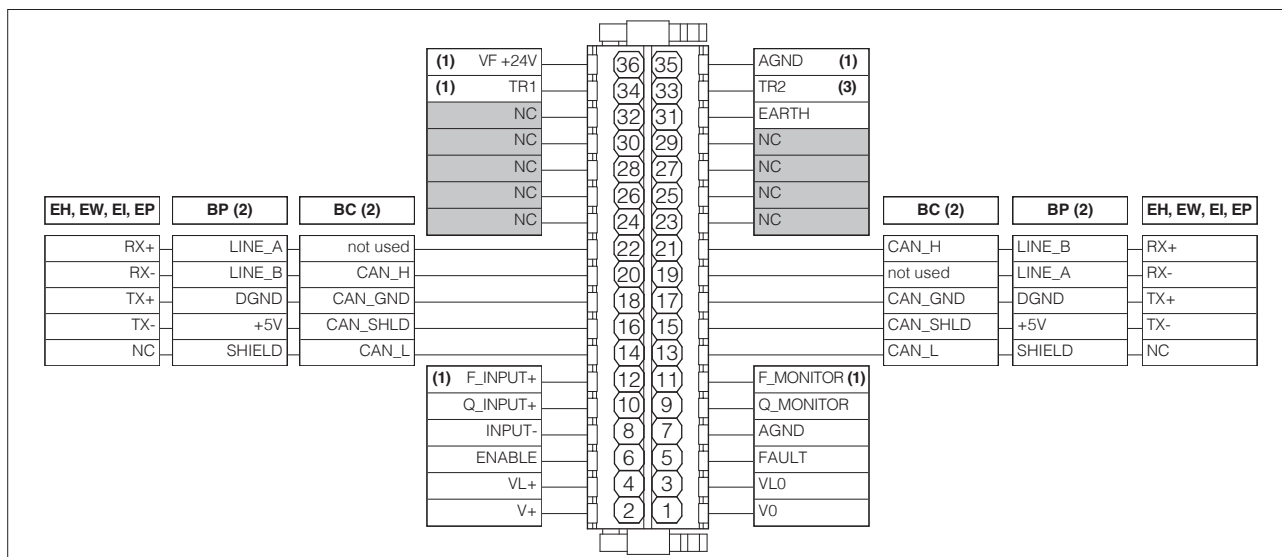 (1) VF +24V 36 35 AGND (1)
(1) TR1 34 33 TR2 (3)
NC 32 31 EARTH
NC 30 29 NC
NC 28 27 NC
NC 26 25 NC
NC 24 23 NC
EH, EW, EI, EP BP (2) BC (2) BC (2) BP (2) EH, EW, EI, EP
RX+ LINE_A not used 22 21 CAN_H LINE_B RX+
RX- LINE_B CAN_H 20 19 not used LINE_A RX-
TX+ DGND CAN_GND 18 17 CAN_GND DGND TX+
TX- +5V CAN_SHLD 16 15 CAN_SHLD +5V TX-
NC SHIELD CAN_L 14 13 CAN_L SHIELD NC
(1) F_INPUT+ 12 11 F_MONITOR (1)
Q_INPUT+ 10 9 Q_MONITOR
INPUT- 8 7 AGND
ENABLE 6 5 FAULT
VL+ 4 3 VL0
V+ 2 1 V0